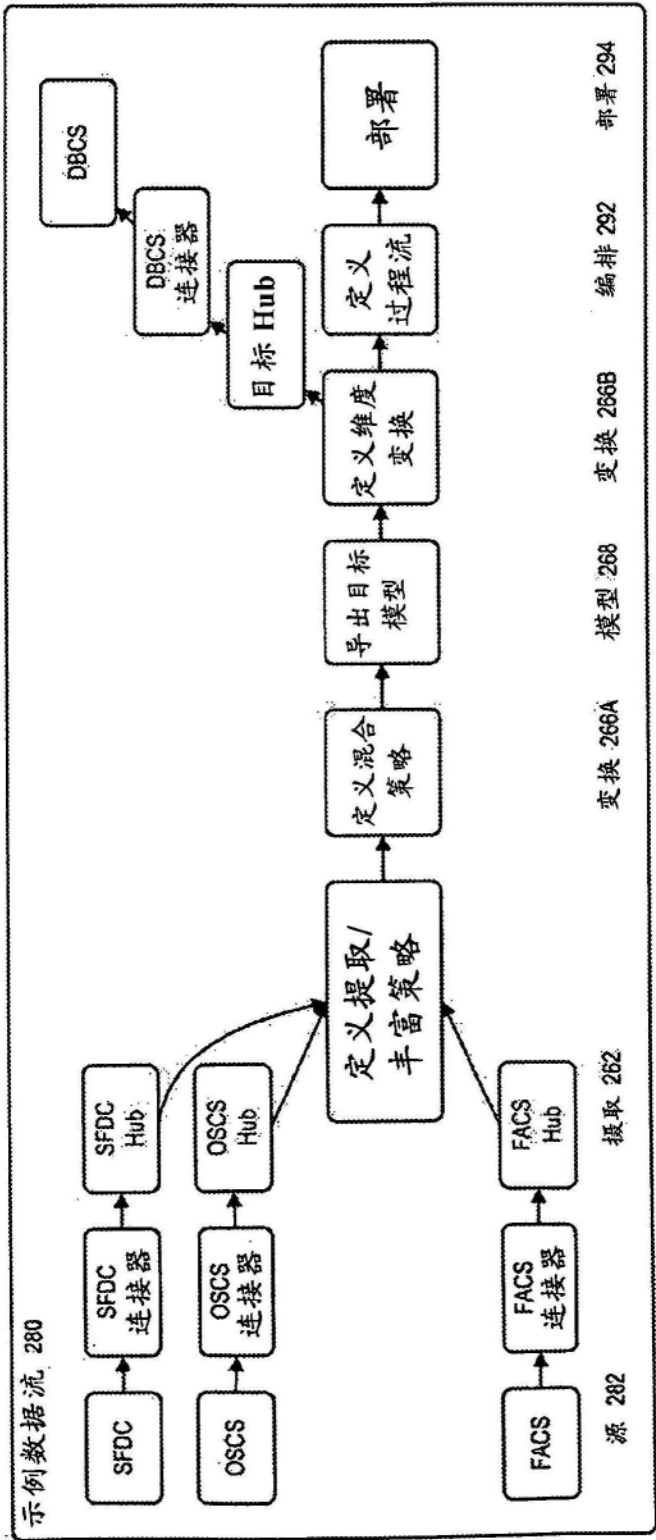 示例数据流 280
SFDC
SFDC
连接器
SFDC
Hub
OSCS
OSCS
连接器
OSCS
Hub
FACS
FACS
连接器
FACS
Hub
定义提取/
丰富策略
定义混合
策略
导出目标
模型
定义维度
变换
定义
过程流
部署
目标 Hub
DBCS
连接器
DBCS
源 282
摄取 262
变换 266A
模型 268
变换 266B
编排 292
部署 294